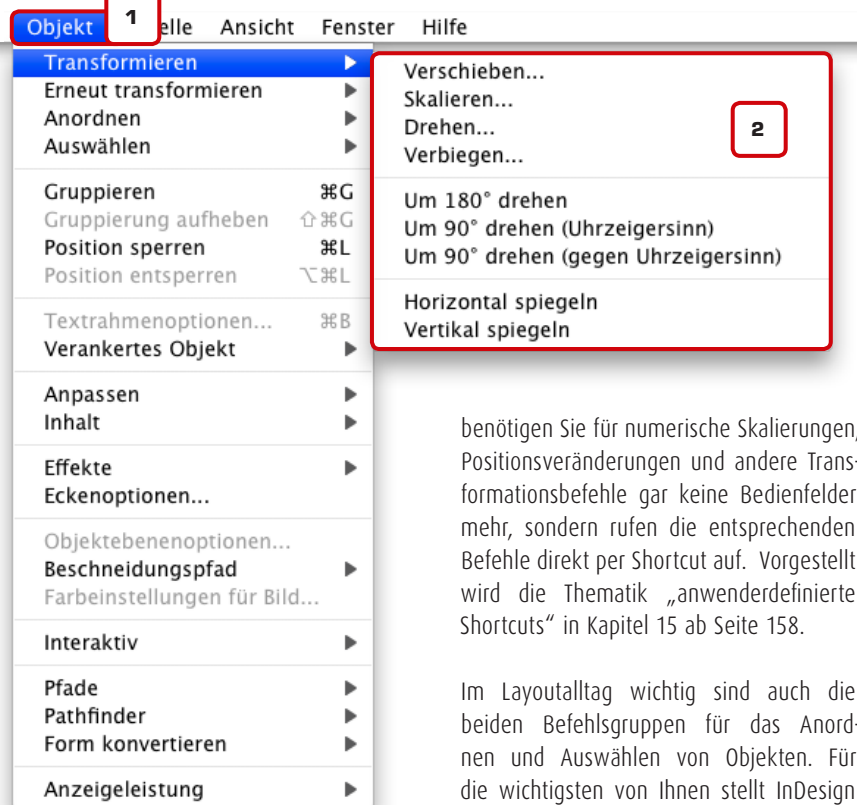 Objekt 1 elle Ansicht Fenster Hilfe
Transformieren
Erneut transformieren
Anordnen
Auswählen
Gruppieren ⌘G
Gruppierung aufheben ⇧⌘G
Position sperren ⌘L
Position entsperren ⌥⌘L
Textrahmenoptionen... ⌘B
Verankertes Objekt
Anpassen
Inhalt
Effekte
Eckenoptionen...
Objektebenenoptionen...
Beschneidungspfad
Farbeinstellungen für Bild...
Interaktiv
Pfade
Pathfinder
Form konvertieren
Anzeigeleistung
Verschieben...
Skalieren...
Drehen...
2
Verbiegen...
Um 180° drehen
Um 90° drehen (Uhrzeigersinn)
Um 90° drehen (gegen Uhrzeigersinn)
Horizontal spiegeln
Vertikal spiegeln
benötigen Sie für numerische Skalierungen,
Positionsveränderungen und andere Trans-
formationsbefehle gar keine Bedienfelder
mehr, sondern rufen die entsprechenden
Befehle direkt per Shortcut auf. Vorgestellt
wird die Thematik „anwenderdefinierte
Shortcuts“ in Kapitel 15 ab Seite 158.
Im Layoutalltag wichtig sind auch die
beiden Befehlsgruppen für das Anord-
nen und Auswählen von Objekten. Für
die wichtigsten von Ihnen stellt InDesign